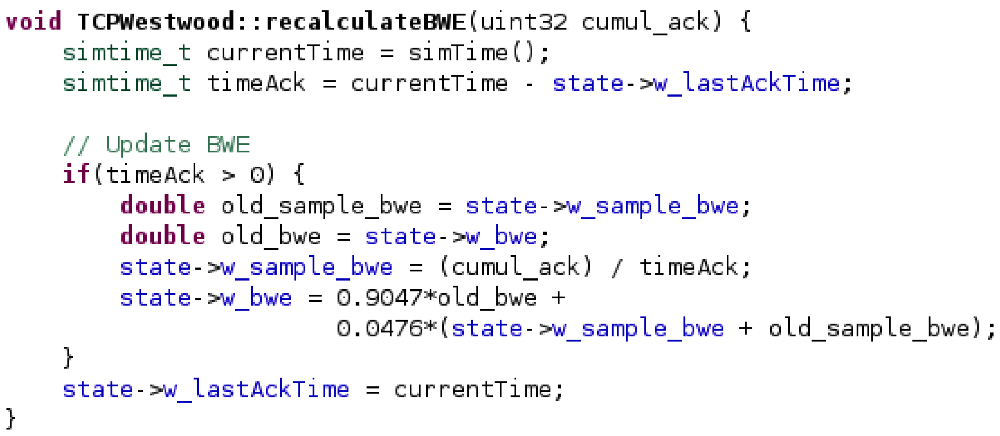 void TCPWestwood::recalculateBWE(uint32 cumul_ack) {
    simtime_t currentTime = simTime();
    simtime_t timeAck = currentTime - state->w_lastAckTime;

    // Update BWE
    if(timeAck > 0) {
        double old_sample_bwe = state->w_sample_bwe;
        double old_bwe = state->w_bwe;
        state->w_sample_bwe = (cumul_ack) / timeAck;
        state->w_bwe = 0.9047*old_bwe +
                       0.0476*(state->w_sample_bwe + old_sample_bwe);
    }
    state->w_lastAckTime = currentTime;
}